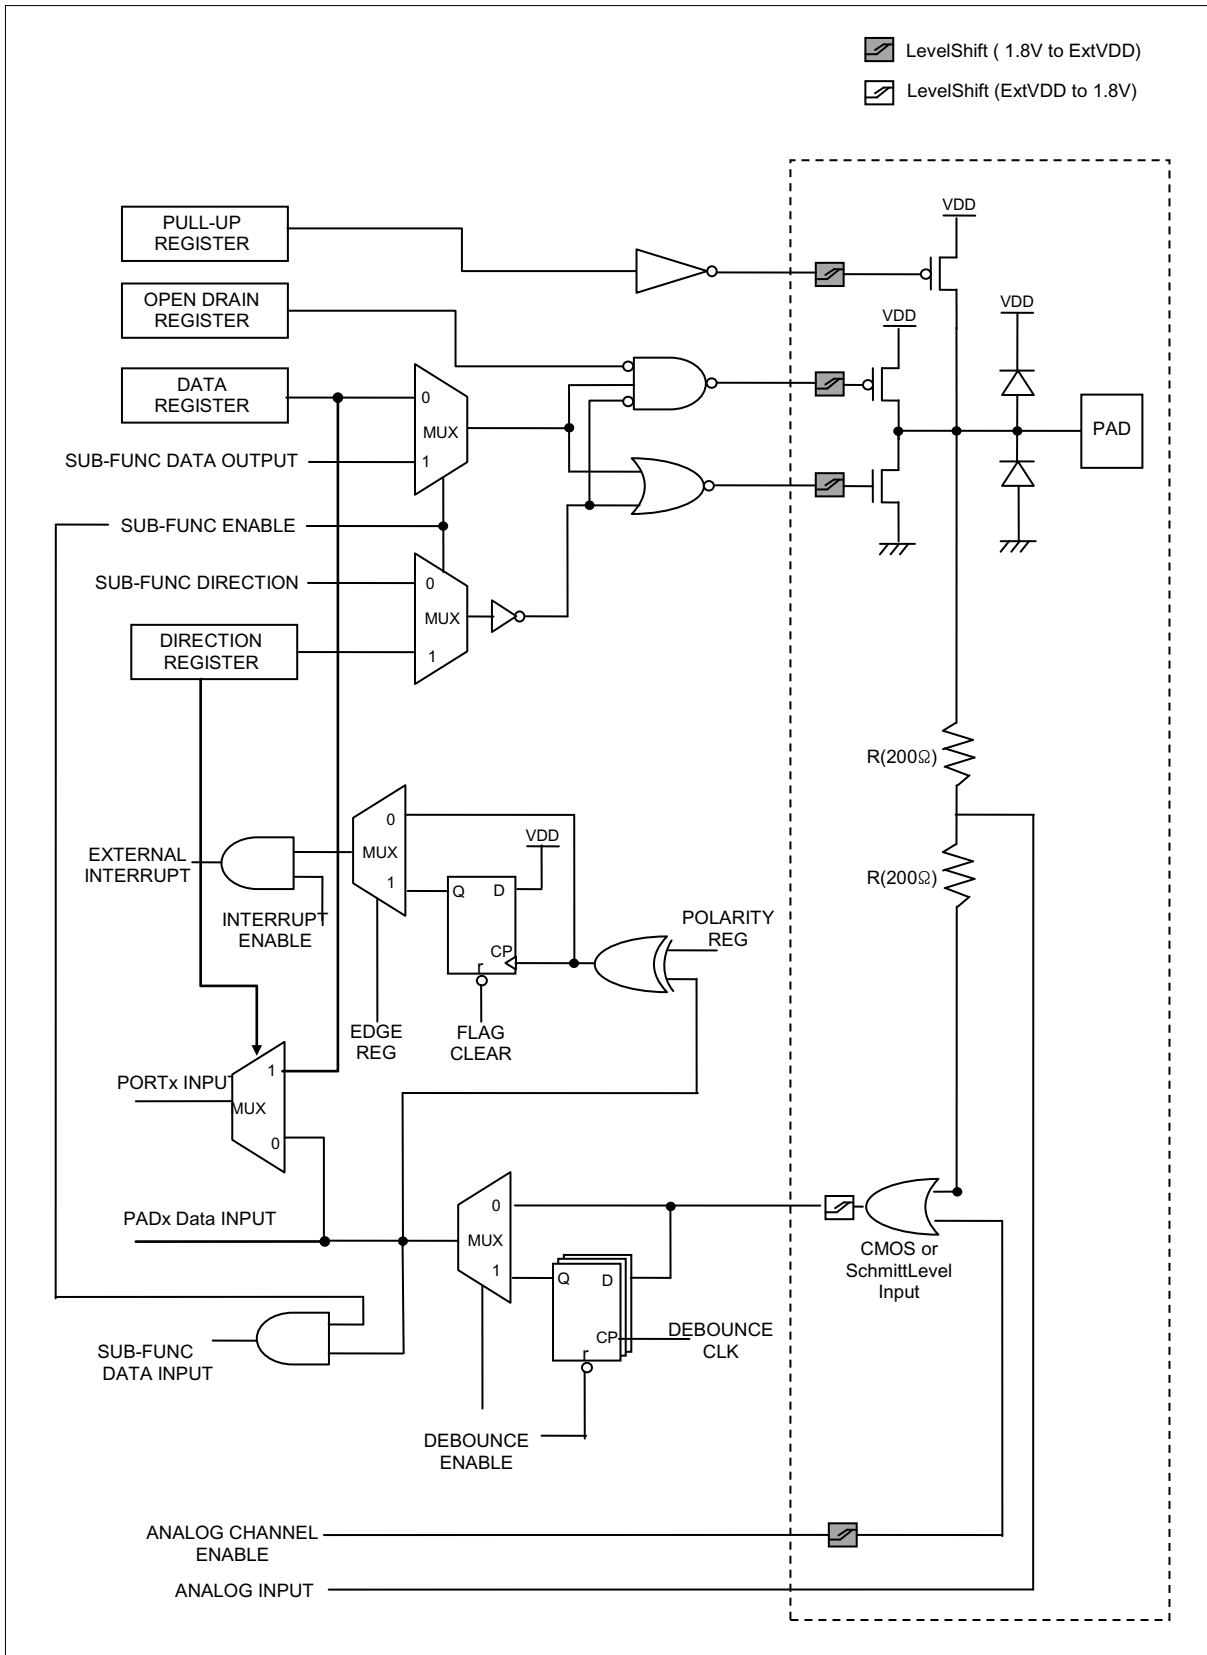 LevelShift ( 1.8V to ExtVDD)
LevelShift (ExtVDD to 1.8V)
PULL-UP
REGISTER
VDD
OPEN DRAIN
REGISTER
VDD
VDD
DATA
REGISTER
0
MUX
1
PAD
SUB-FUNC DATA OUTPUT
SUB-FUNC ENABLE
SUB-FUNC DIRECTION
0
MUX
1
DIRECTION
REGISTER
R(200Ω)
R(200Ω)
0
MUX
1
VDD
EXTERNAL
INTERRUPT
INTERRUPT
ENABLE
Q
D
CP
r
POLARITY
REG
EDGE
REG
FLAG
CLEAR
PORTx INPUT
1
MUX
0
PADx Data INPUT
0
MUX
1
Q
D
CP
r
CMOS or
SchmittLevel
Input
DEBOUNCE
CLK
SUB-FUNC
DATA INPUT
DEBOUNCE
ENABLE
ANALOG CHANNEL
ENABLE
ANALOG INPUT